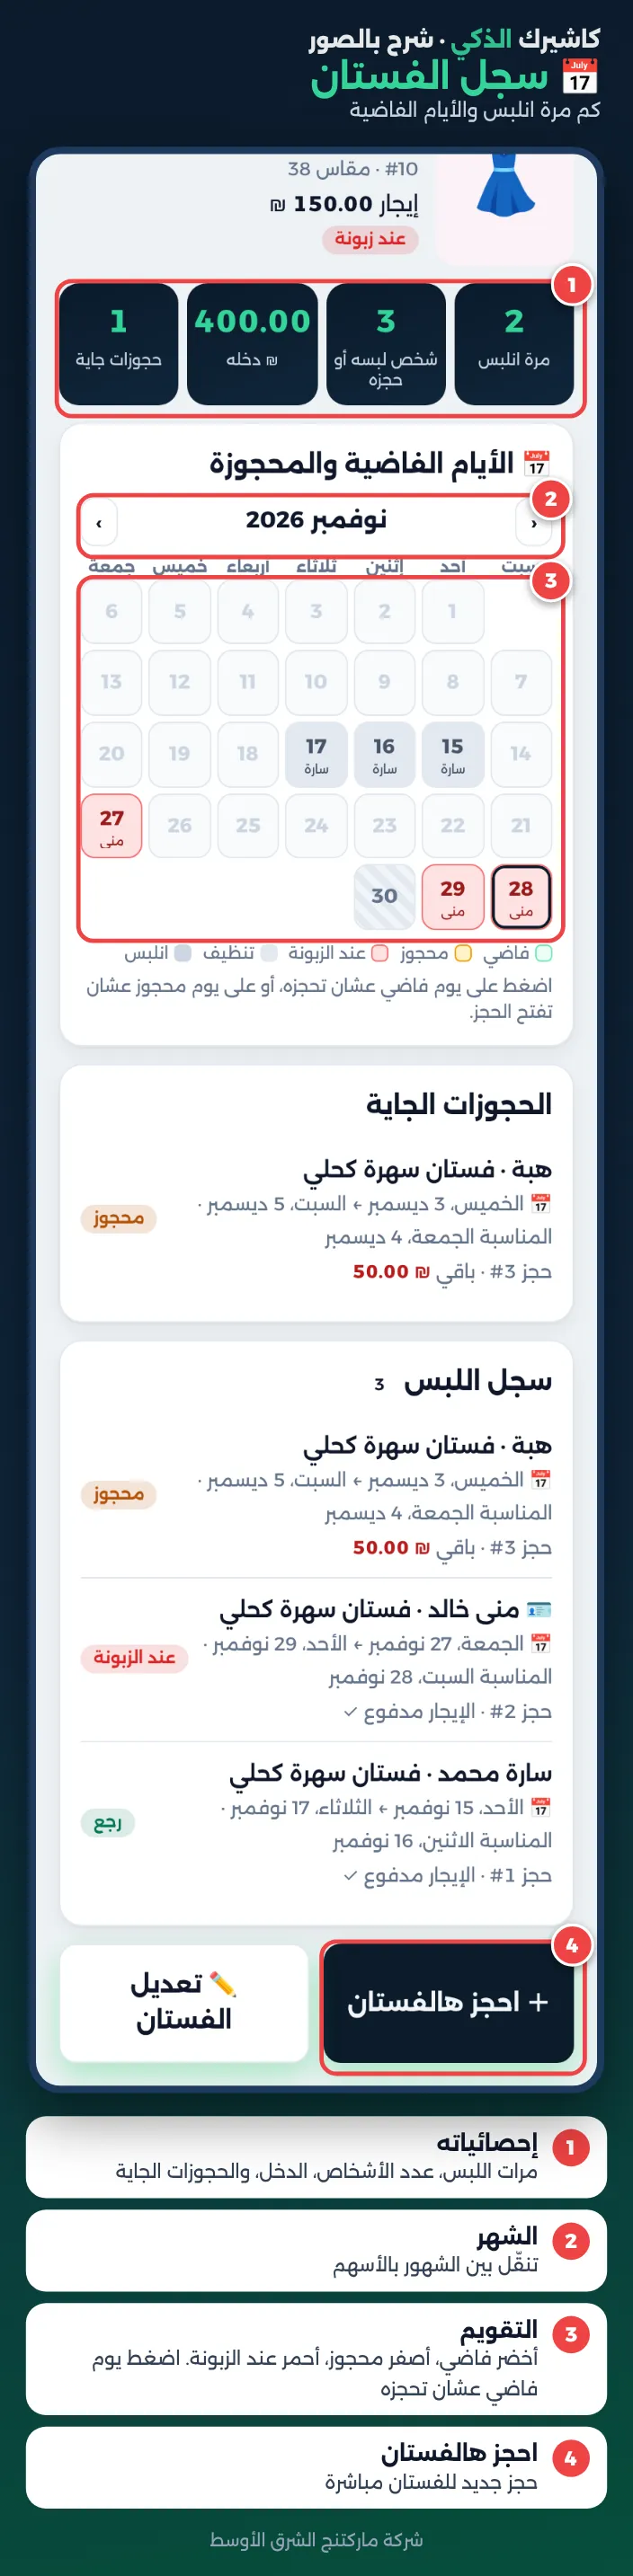 كاشيرك الذكي · شرح بالصور
📅 سجل الفستان
كم مرة انلبس والأيام الفاضية
#10 · مقاس 38
إيجار 150.00 ₪
عند زبونة
1
2
مرة انلبس
3
شخص لبسه أو حجزه
400.00
₪ دخله
1
حجوزات جاية
📅 الأيام الفاضية والمحجوزة
2
› نوفمبر 2026 ‹
3
سبت أحد إثنين ثلاثاء أربعاء خميس جمعة
1 2 3 4 5 6
7 8 9 10 11 12 13
14 15 16 17 18 19 20
سارة سارة سارة
21 22 23 24 25 26 27
منى
28 29 30
منى منى
فاضي محجوز عند الزبونة تنظيف انلبس
اضغط على يوم فاضي عشان تحجزه، أو على يوم محجوز عشان
تفتح الحجز.
الحجوزات الجاية
هبة · فستان سهرة كحلي
📅 الخميس، 3 ديسمبر ← السبت، 5 ديسمبر ·
المناسبة الجمعة، 4 ديسمبر
حجز #3 · باقي 50.00 ₪
محجوز
سجل اللبس 3
هبة · فستان سهرة كحلي
📅 الخميس، 3 ديسمبر ← السبت، 5 ديسمبر ·
المناسبة الجمعة، 4 ديسمبر
حجز #3 · باقي 50.00 ₪
محجوز
🪪 منى خالد · فستان سهرة كحلي
📅 الجمعة، 27 نوفمبر ← الأحد، 29 نوفمبر ·
المناسبة السبت، 28 نوفمبر
حجز #2 · الإيجار مدفوع ✓
عند الزبونة
سارة محمد · فستان سهرة كحلي
📅 الأحد، 15 نوفمبر ← الثلاثاء، 17 نوفمبر ·
المناسبة الاثنين، 16 نوفمبر
حجز #1 · الإيجار مدفوع ✓
رجع
4
+ احجز هالفستان
✏️ تعديل
الفستان
1
إحصائياته
مرات اللبس، عدد الأشخاص، الدخل، والحجوزات الجاية
2
الشهر
تنقّل بين الشهور بالأسهم
3
التقويم
أخضر فاضي، أصفر محجوز، أحمر عند الزبونة. اضغط يوم
فاضي عشان تحجزه
4
احجز هالفستان
حجز جديد للفستان مباشرة
شركة ماركتنج الشرق الأوسط